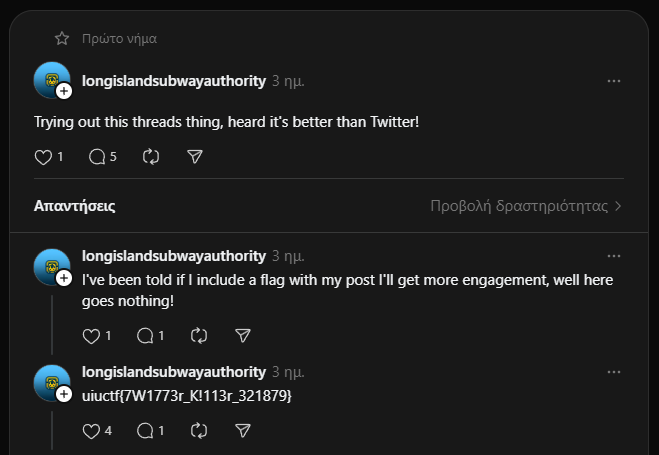 Πρώτο νήμα
longislandsubwayauthority 3 ημ.
Trying out this threads thing, heard it's better than Twitter!
1 5
Απαντήσεις Προβολή δραστηριότητας
longislandsubwayauthority 3 ημ.
I've been told if I include a flag with my post I'll get more engagement, well here
goes nothing!
1 1
longislandsubwayauthority 3 ημ.
uiuctf{7W1773r_K!113r_321879}
4 1